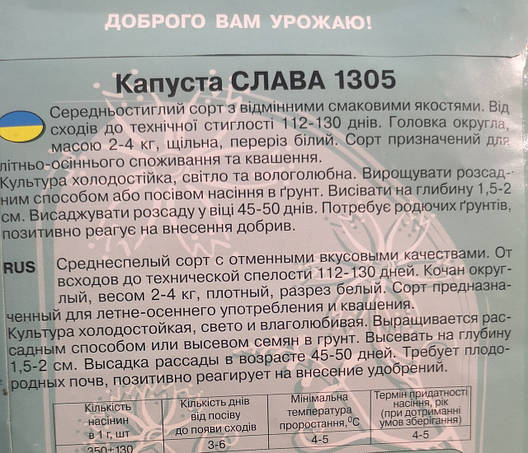 ДОБРОГО ВАМ УРОЖАЮ!
Капуста СЛАВА 1305
Середньостиглий сорт з відмінними смаковими якостями. Від
сходів до технічної стиглості 112-130 днів. Головка округла,
масою 2-4 кг, щільна, переріз білий. Сорт призначений для
літньо-осіннього споживання та квашення.
Культура холодостійка, світло та вологолюбна. Вирощувати розсад-
ним способом або посівом насіння в ґрунт. Висівати на глибину 1,5-2
см. Висаджувати розсаду у віці 45-50 днів. Потребує родючих ґрунтів,
позитивно реагує на внесення добрив.
RUS Среднеспелый сорт с отменными вкусовыми качествами. От
всходов до технической спелости 112-130 дней. Кочан округ-
лый, весом 2-4 кг, плотный, разрез белый. Сорт предназна-
ченный для летне-осеннего употребления и квашения.
Культура холодостойкая, свето и влаголюбивая. Выращивается рас-
садным способом или высевом семян в грунт. Высевать на глубину
1,5-2 см. Высадка рассады в возрасте 45-50 дней. Требует плодо-
родных почв, позитивно реагирует на внесение удобрений.
Кількість насінин в 1 г, шт
Кількість днів від посіву до появи сходів
Мінімальна температура проростання, ⁰С
Термін придатності насіння, рік (при дотриманні умов зберігання)
350±130 3-6 4-5 4-5